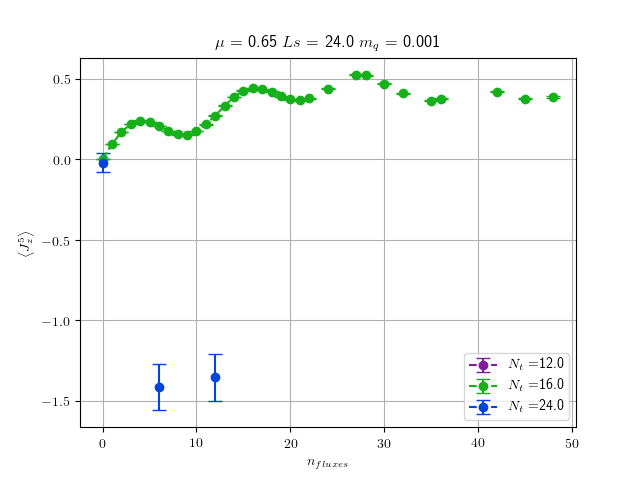 μ = 0.65 Ls = 24.0 m_q = 0.001
0.5
0.0
−0.5
−1.0
−1.5
⟨J_z^5⟩
0 10 20 30 40 50
n_fluxes
N_t =12.0
N_t =16.0
N_t =24.0